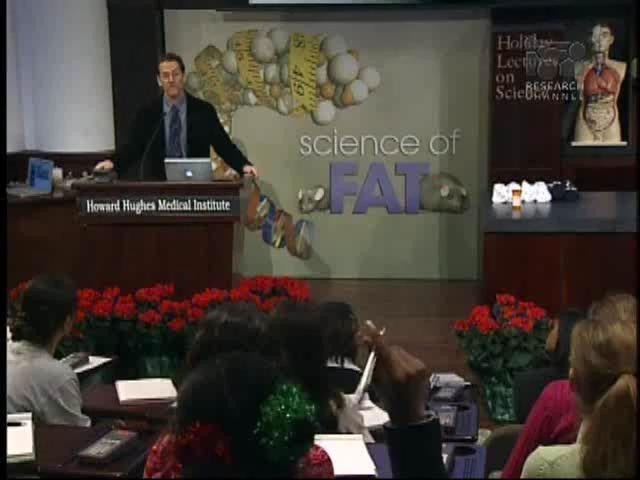 Holiday
Lectures
on
Science
RESEARCH
CHANNEL
science of
FAT
Howard Hughes Medical Institute